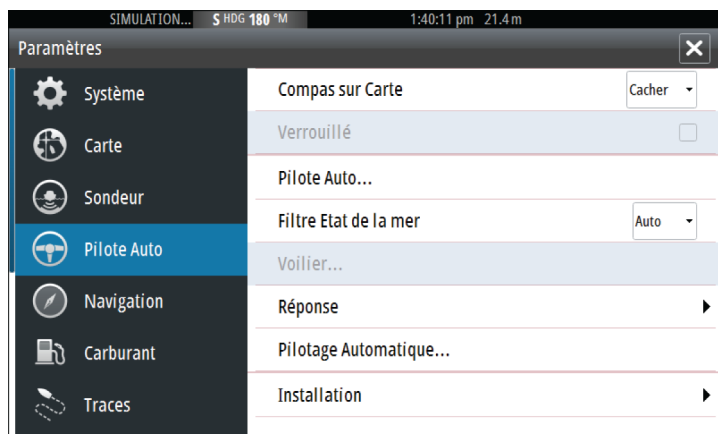 SIMULATION... S HDG 180 °M 1:40:11 pm 21.4 m
Paramètres
Système
Carte
Sondeur
Pilote Auto
Navigation
Carburant
Traces
Compas sur Carte Cacher
Verrouillé
Pilote Auto...
Filtre Etat de la mer Auto
Voilier...
Réponse
Pilotage Automatique...
Installation